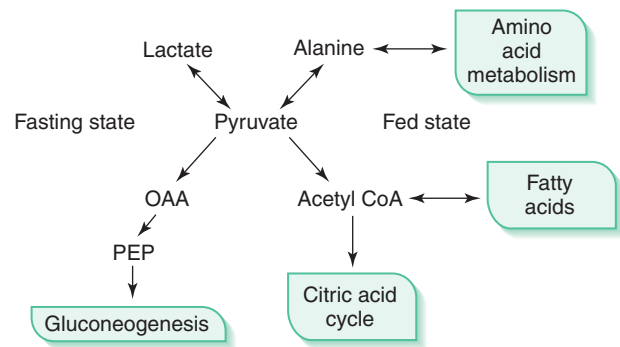 Amino
acid
metabolism
Lactate
Alanine
Fasting state
Pyruvate
Fed state
OAA
Acetyl CoA
Fatty
acids
PEP
Citric acid
cycle
Gluconeogenesis